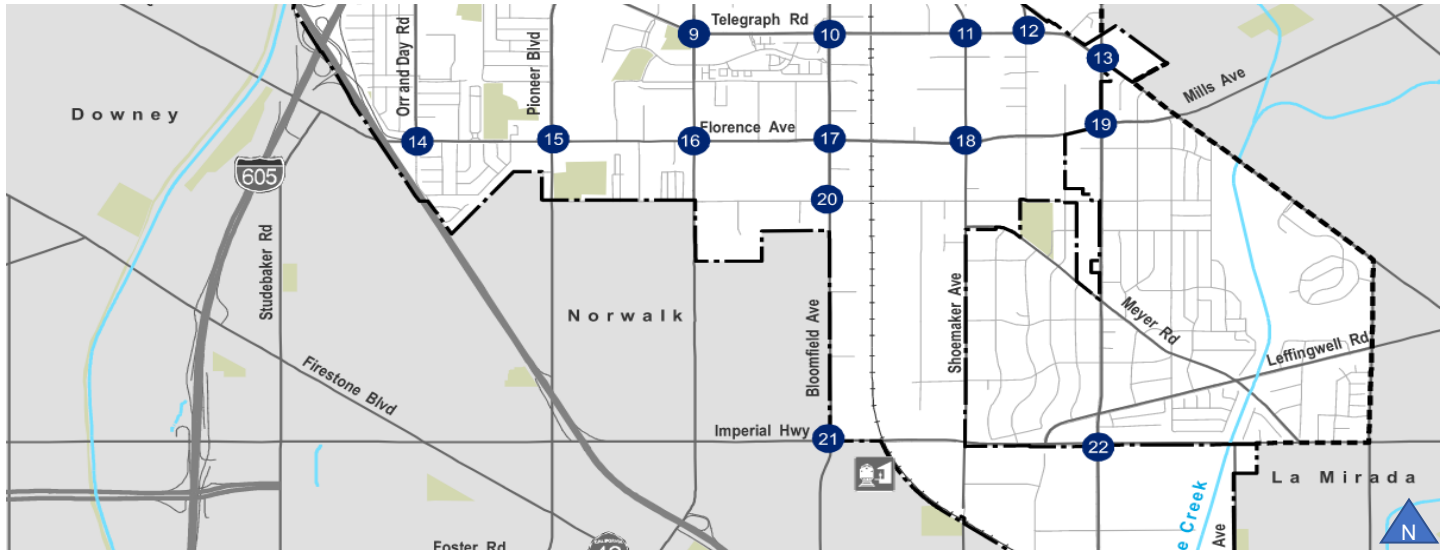 Telegraph Rd
9
10
11
12
13
Orr and Day Rd
Pioneer Blvd
Mills Ave
Downey
Florence Ave
14
15
16
17
18
19
605
20
Studebaker Rd
Norwalk
Bloomfield Ave
Shoemaker Ave
Meyer Rd
Leffingwell Rd
Firestone Blvd
Imperial Hwy
21
22
La Mirada
Creek
Ave
N
Foster Rd
CALIFORNIA